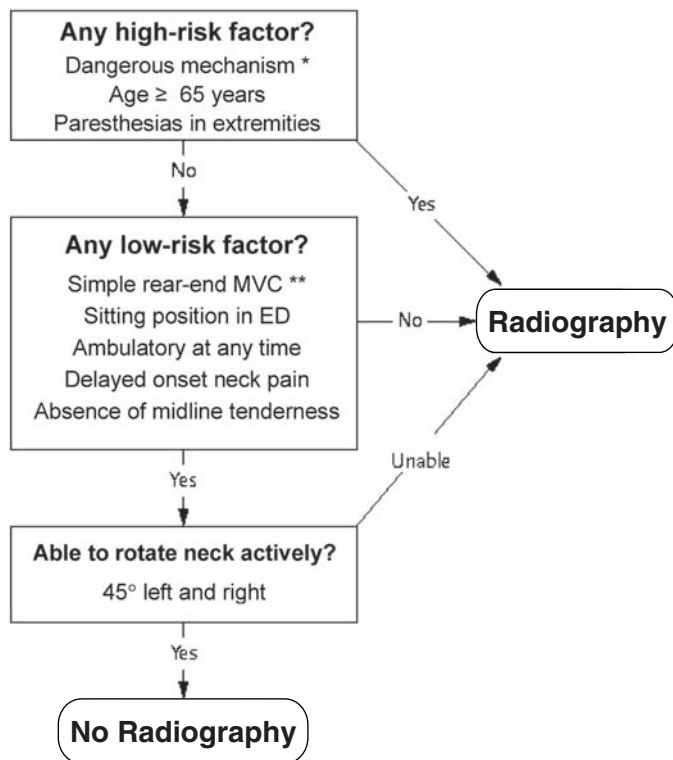 Any high-risk factor?
Dangerous mechanism *
Age ≥ 65 years
Paresthesias in extremities
No
Yes
Any low-risk factor?
Simple rear-end MVC **
Sitting position in ED
Ambulatory at any time
Delayed onset neck pain
Absence of midline tenderness
No
Radiography
Yes
Unable
Able to rotate neck actively?
45° left and right
Yes
No Radiography